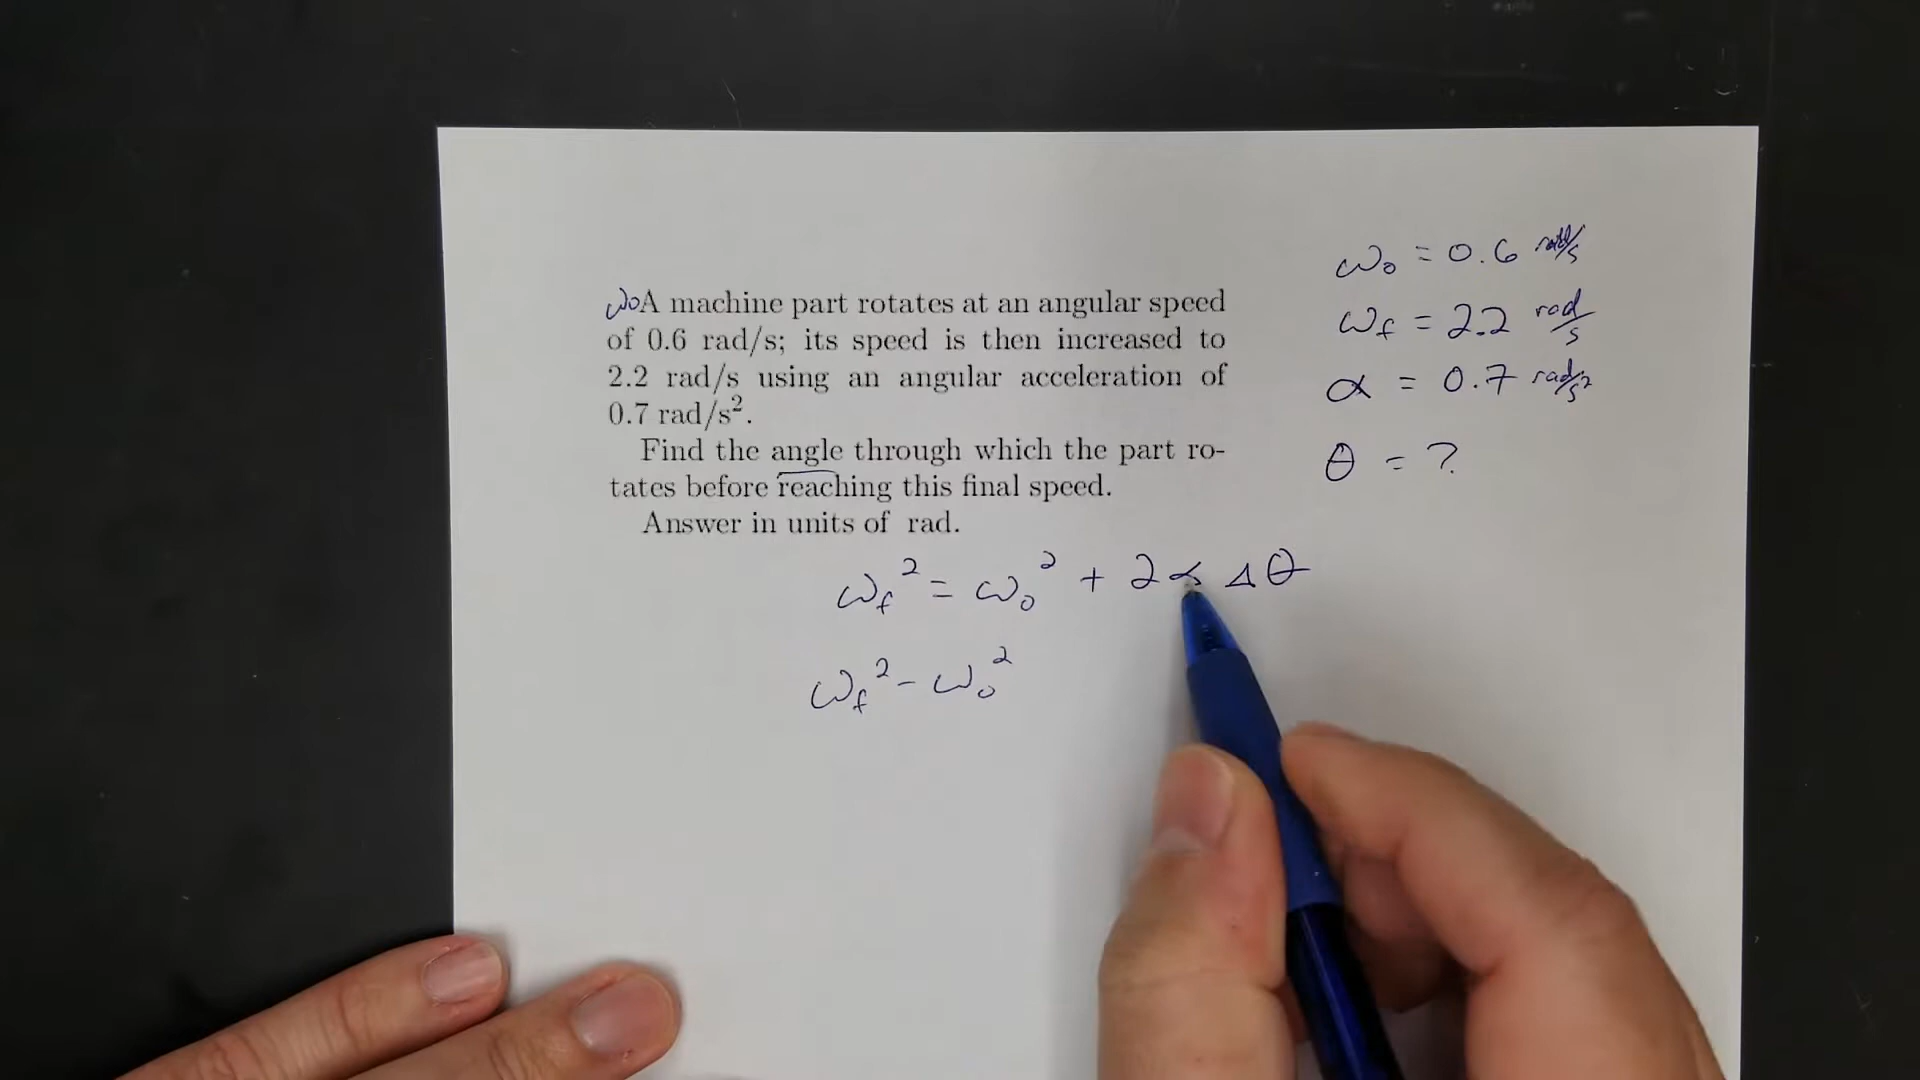 ω₀A machine part rotates at an angular speed
of 0.6 rad/s; its speed is then increased to
2.2 rad/s using an angular acceleration of
0.7 rad/s².
Find the angle through which the part ro-
tates before reaching this final speed.
Answer in units of rad.
ω₀ = 0.6 rad/s
ω_f = 2.2 rad/s
α = 0.7 rad/s²
θ = ?
ω_f² = ω₀² + 2α Δθ
ω_f² - ω₀²